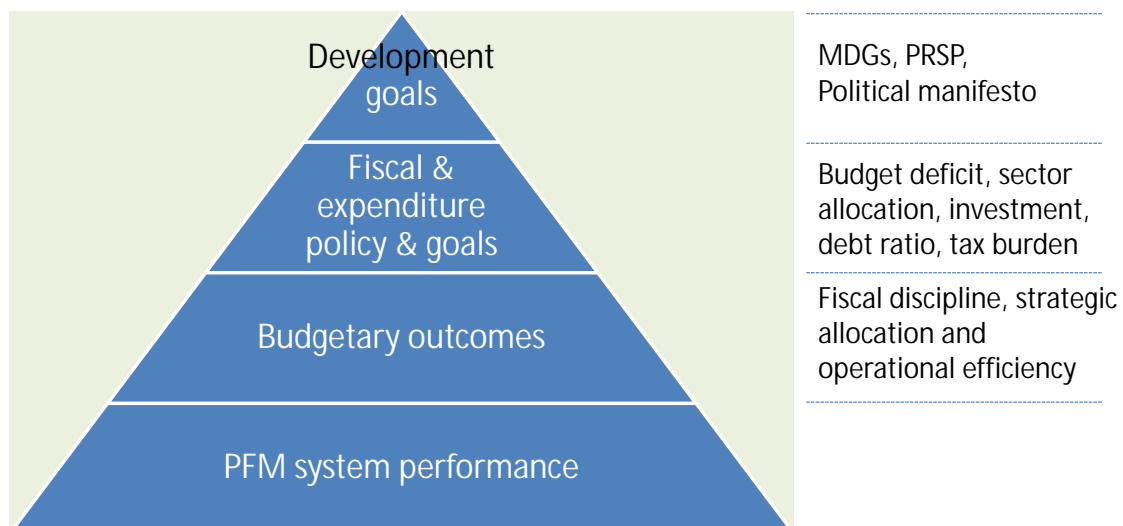 Development
goals
MDGs, PRSP,
Political manifesto
Fiscal &
expenditure
policy & goals
Budget deficit, sector
allocation, investment,
debt ratio, tax burden
Budgetary outcomes
Fiscal discipline, strategic
allocation and
operational efficiency
PFM system performance